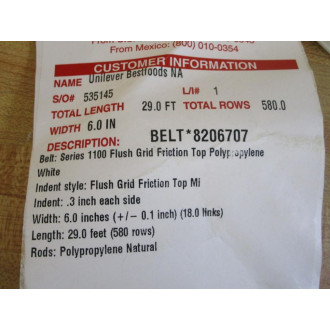 From Mexico: (800) 010-0354
CUSTOMER INFORMATION
NAME Unilever Bestfoods NA
S/O# 535145 L/I# 1
TOTAL LENGTH 29.0 FT TOTAL ROWS 580.0
WIDTH 6.0 IN
DESCRIPTION: BELT*8206707
Belt: Series 1100 Flush Grid Friction Top Polypropylene
White
Indent style: Flush Grid Friction Top Mi
Indent: .3 inch each side
Width: 6.0 inches (+/- 0.1 inch) (18.0 links)
Length: 29.0 feet (580 rows)
Rods: Polypropylene Natural